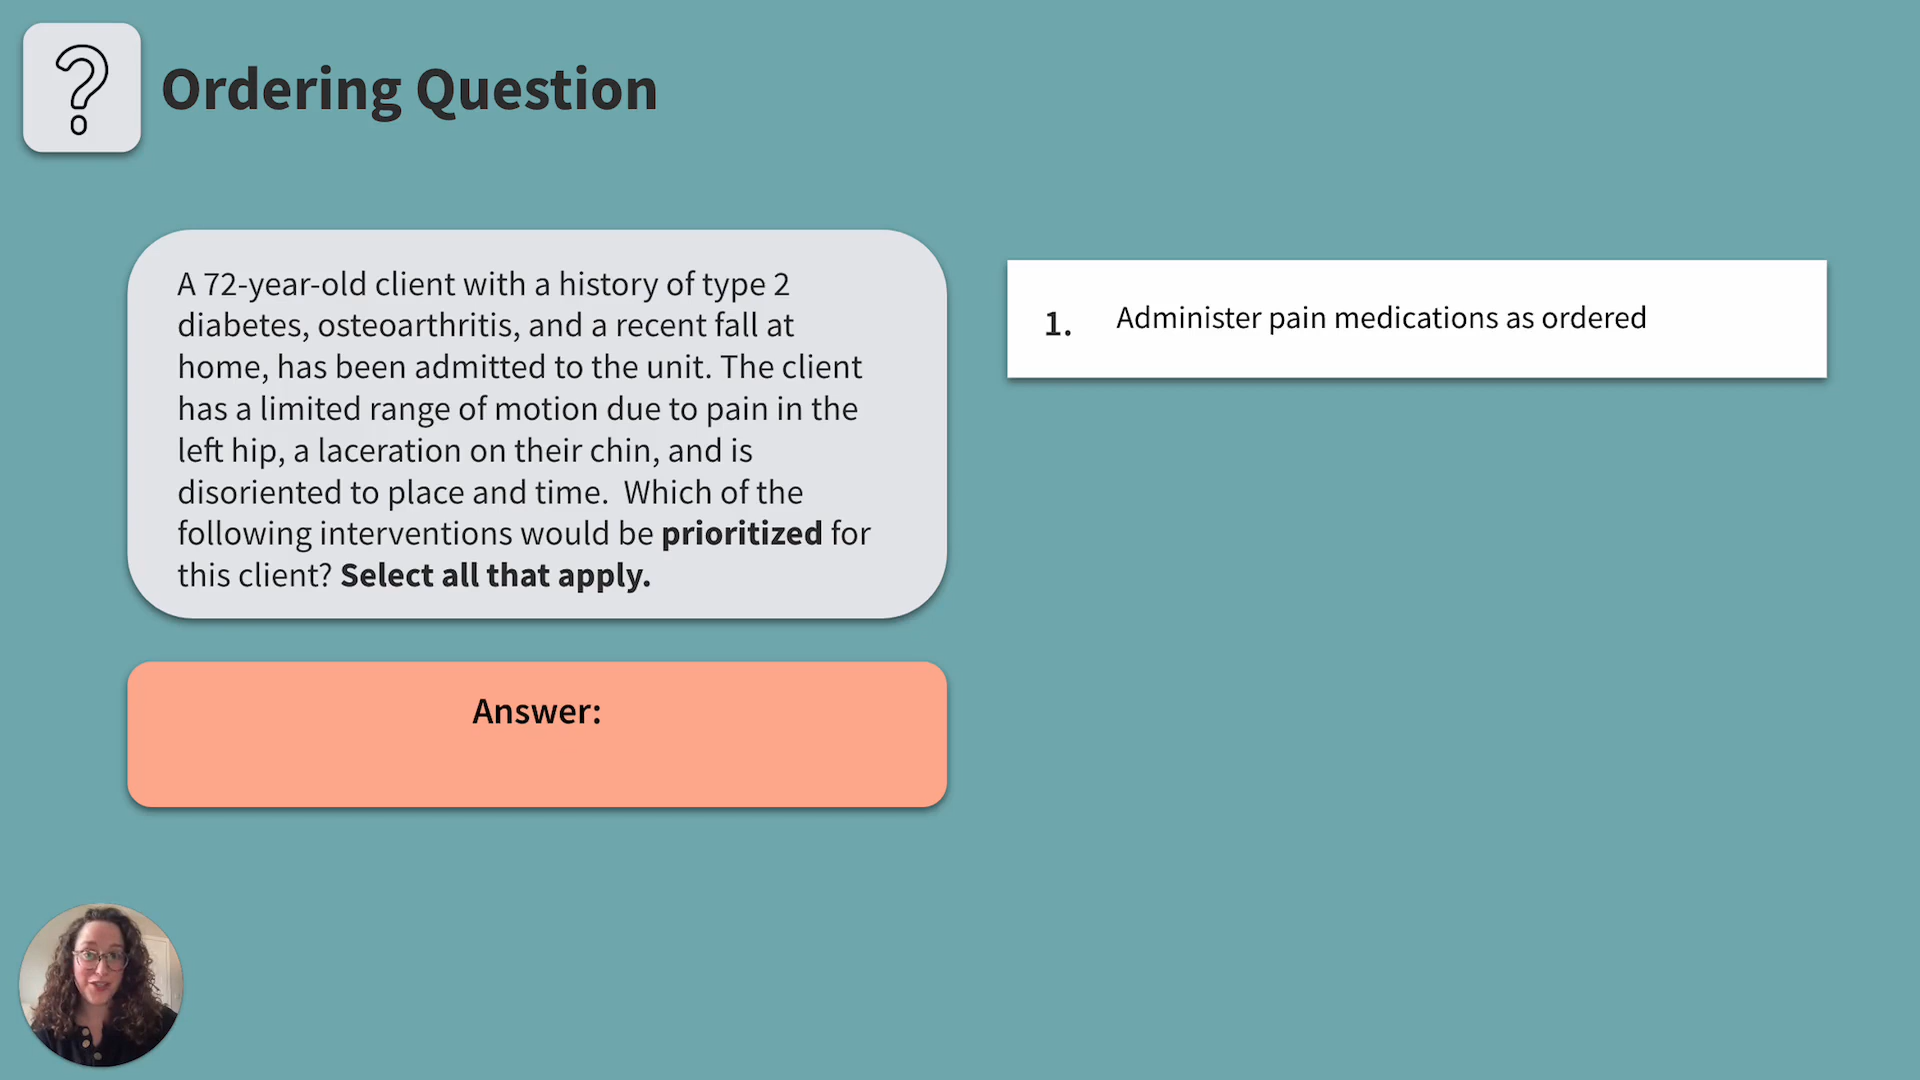 Ordering Question
A 72-year-old client with a history of type 2
diabetes, osteoarthritis, and a recent fall at
home, has been admitted to the unit. The client
has a limited range of motion due to pain in the
left hip, a laceration on their chin, and is
disoriented to place and time.  Which of the
following interventions would be prioritized for
this client? Select all that apply.
Answer:
1. Administer pain medications as ordered